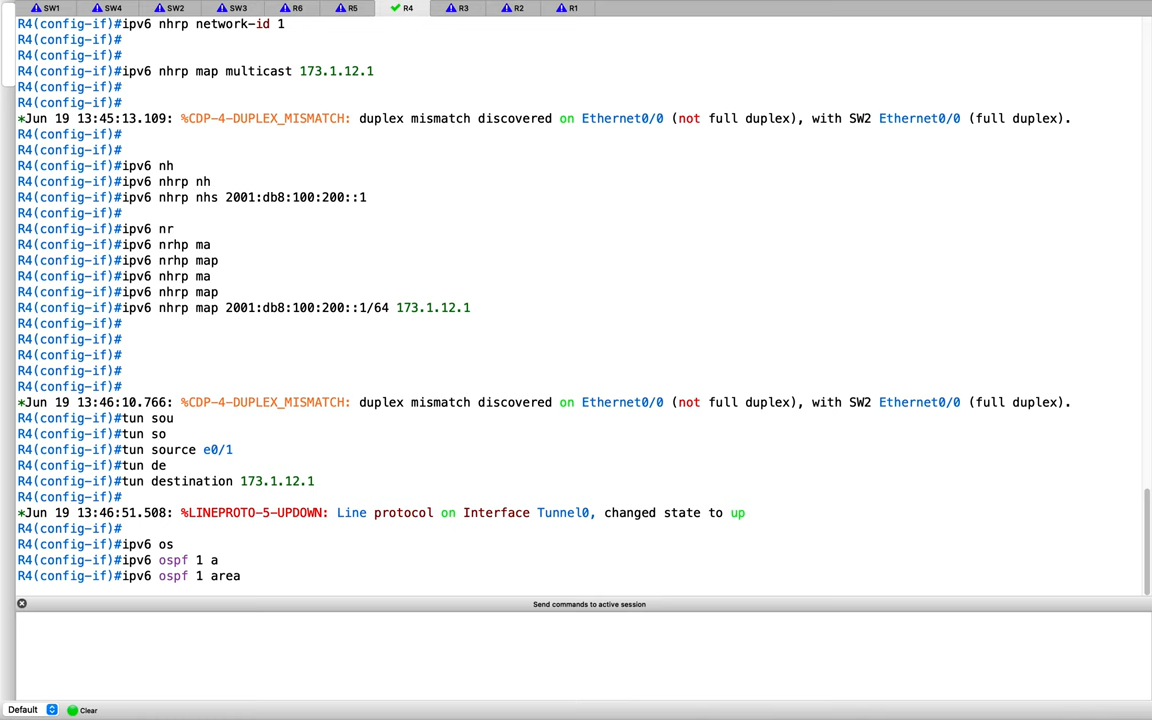 SW1 SW4 SW2 SW3 R6 R5 R4 R3 R2 R1
R4(config-if)#ipv6 nhrp network-id 1
R4(config-if)#
R4(config-if)#
R4(config-if)#ipv6 nhrp map multicast 173.1.12.1
R4(config-if)#
R4(config-if)#
*Jun 19 13:45:13.109: %CDP-4-DUPLEX_MISMATCH: duplex mismatch discovered on Ethernet0/0 (not full duplex), with SW2 Ethernet0/0 (full duplex).
R4(config-if)#
R4(config-if)#
R4(config-if)#ipv6 nh
R4(config-if)#ipv6 nhrp nh
R4(config-if)#ipv6 nhrp nhs 2001:db8:100:200::1
R4(config-if)#
R4(config-if)#ipv6 nr
R4(config-if)#ipv6 nrhp ma
R4(config-if)#ipv6 nrhp map
R4(config-if)#ipv6 nhrp ma
R4(config-if)#ipv6 nhrp map
R4(config-if)#ipv6 nhrp map 2001:db8:100:200::1/64 173.1.12.1
R4(config-if)#
R4(config-if)#
R4(config-if)#
R4(config-if)#
R4(config-if)#
*Jun 19 13:46:10.766: %CDP-4-DUPLEX_MISMATCH: duplex mismatch discovered on Ethernet0/0 (not full duplex), with SW2 Ethernet0/0 (full duplex).
R4(config-if)#tun sou
R4(config-if)#tun so
R4(config-if)#tun source e0/1
R4(config-if)#tun de
R4(config-if)#tun destination 173.1.12.1
R4(config-if)#
*Jun 19 13:46:51.508: %LINEPROTO-5-UPDOWN: Line protocol on Interface Tunnel0, changed state to up
R4(config-if)#
R4(config-if)#ipv6 os
R4(config-if)#ipv6 ospf 1 a
R4(config-if)#ipv6 ospf 1 area
Send commands to active session
Default Clear